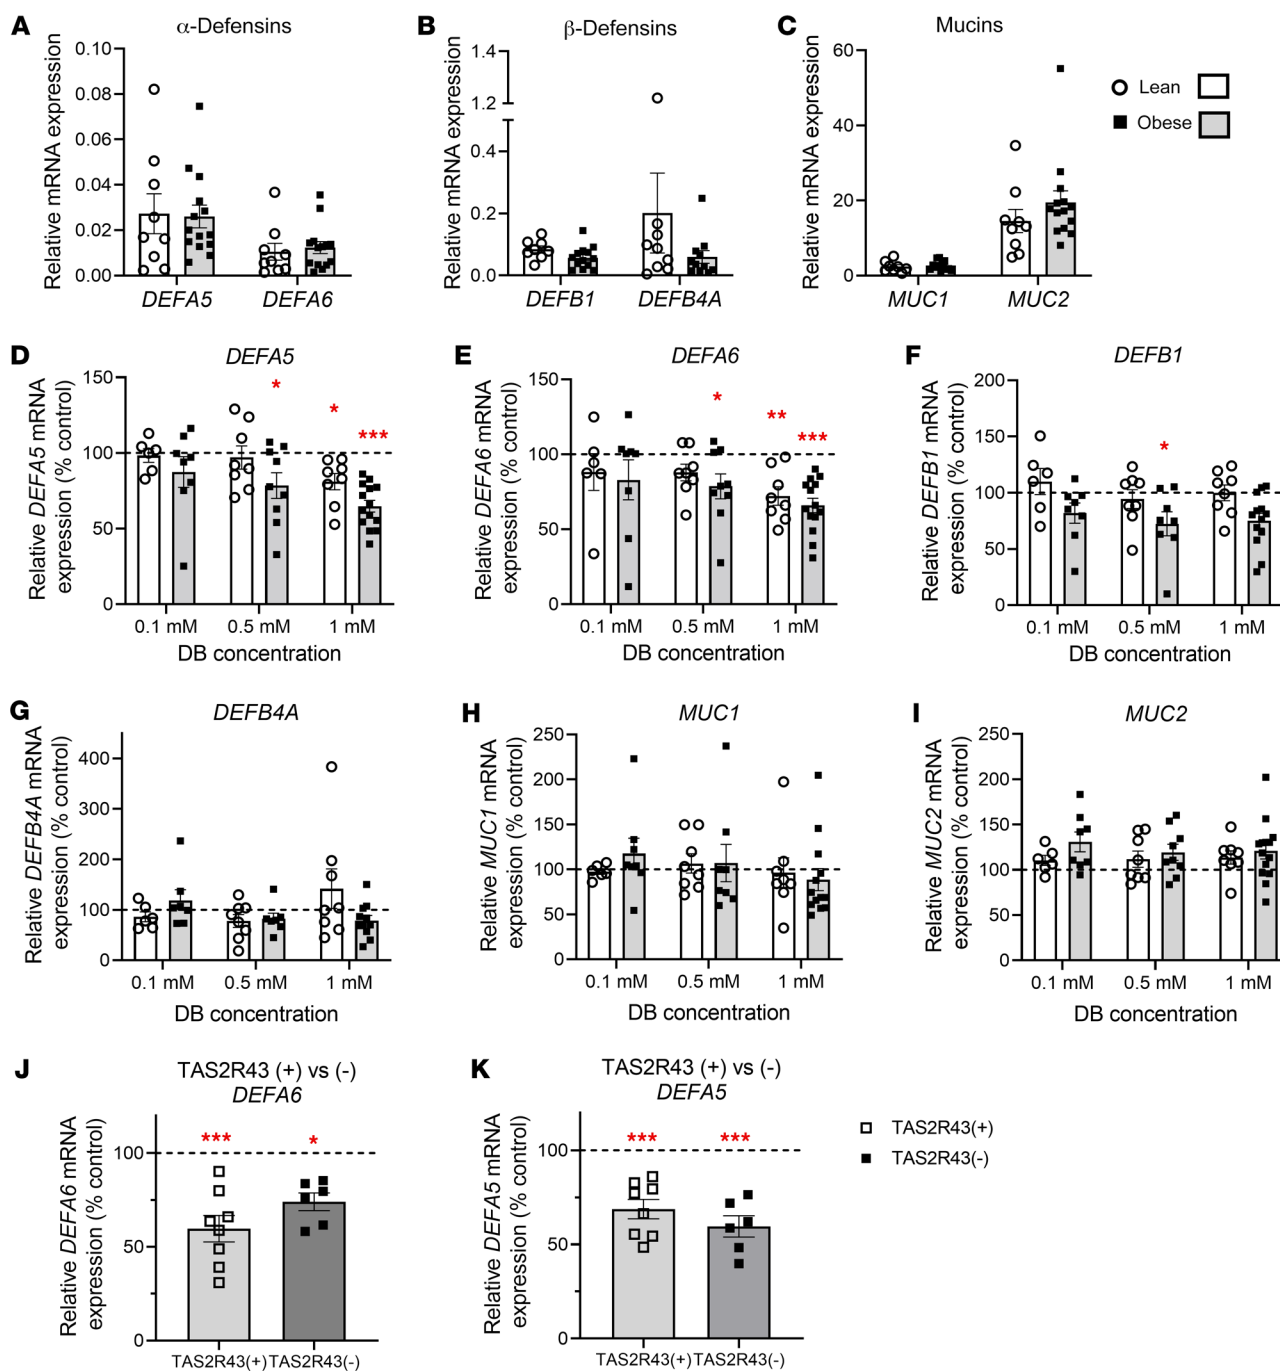 A
α-Defensins
Relative mRNA expression
0.10
0.08
0.06
0.04
0.02
0.00
DEFA5
DEFA6
B
β-Defensins
Relative mRNA expression
1.4
1.2
0.4
0.2
0.0
DEFB1
DEFB4A
C
Mucins
Relative mRNA expression
60
40
20
0
MUC1
MUC2
Lean
Obese
D
DEFA5
Relative DEFA5 mRNA
expression (% control)
150
100
50
0
*
*
***
0.1 mM
0.5 mM
1 mM
DB concentration
E
DEFA6
Relative DEFA6 mRNA
expression (% control)
150
100
50
0
*
**
***
0.1 mM
0.5 mM
1 mM
DB concentration
F
DEFB1
Relative DEFB1 mRNA
expression (% control)
200
150
100
50
0
*
0.1 mM
0.5 mM
1 mM
DB concentration
G
DEFB4A
Relative DEFB4A mRNA
expression (% control)
400
300
200
100
0
0.1 mM
0.5 mM
1 mM
DB concentration
H
MUC1
Relative MUC1 mRNA
expression (% control)
250
200
150
100
50
0
0.1 mM
0.5 mM
1 mM
DB concentration
I
MUC2
Relative MUC2 mRNA
expression (% control)
250
200
150
100
50
0
0.1 mM
0.5 mM
1 mM
DB concentration
J
TAS2R43 (+) vs (-)
DEFA6
Relative DEFA6 mRNA
expression (% control)
100
50
0
***
*
TAS2R43(+)
TAS2R43(-)
K
TAS2R43 (+) vs (-)
DEFA5
Relative DEFA5 mRNA
expression (% control)
100
50
0
***
***
TAS2R43(+)
TAS2R43(-)
TAS2R43(+)
TAS2R43(-)